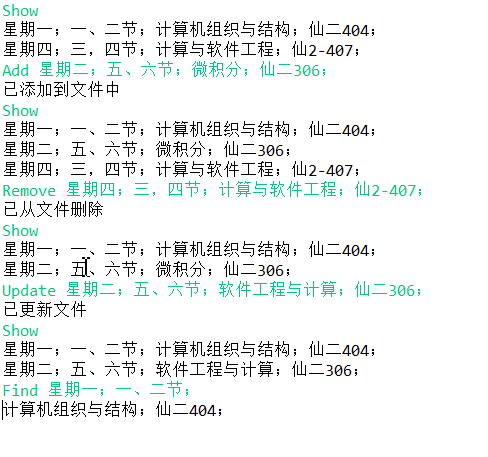 Show
星期一；一、二节；计算机组织与结构；仙二404；
星期四；三，四节；计算与软件工程；仙2-407；
Add 星期二；五、六节；微积分；仙二306；
已添加到文件中
Show
星期一；一、二节；计算机组织与结构；仙二404；
星期二；五、六节；微积分；仙二306；
星期四；三，四节；计算与软件工程；仙2-407；
Remove 星期四；三，四节；计算与软件工程；仙2-407；
已从文件删除
Show
星期一；一、二节；计算机组织与结构；仙二404；
星期二；五、六节；微积分；仙二306；
Update 星期二；五、六节；软件工程与计算；仙二306；
已更新文件
Show
星期一；一、二节；计算机组织与结构；仙二404；
星期二；五、六节；软件工程与计算；仙二306；
Find 星期一；一、二节；
计算机组织与结构；仙二404；